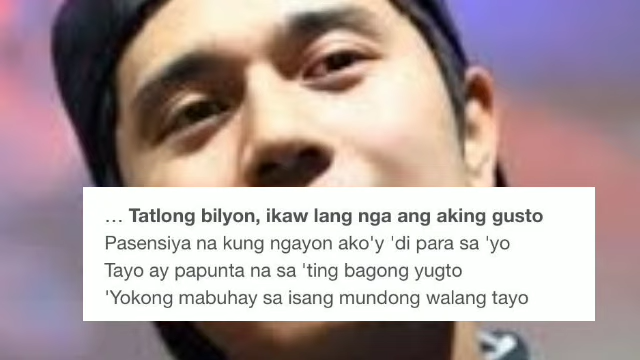 … Tatlong bilyon, ikaw lang nga ang aking gusto
Pasensiya na kung ngayon ako'y 'di para sa 'yo
Tayo ay papunta na sa 'ting bagong yugto
'Yokong mabuhay sa isang mundong walang tayo